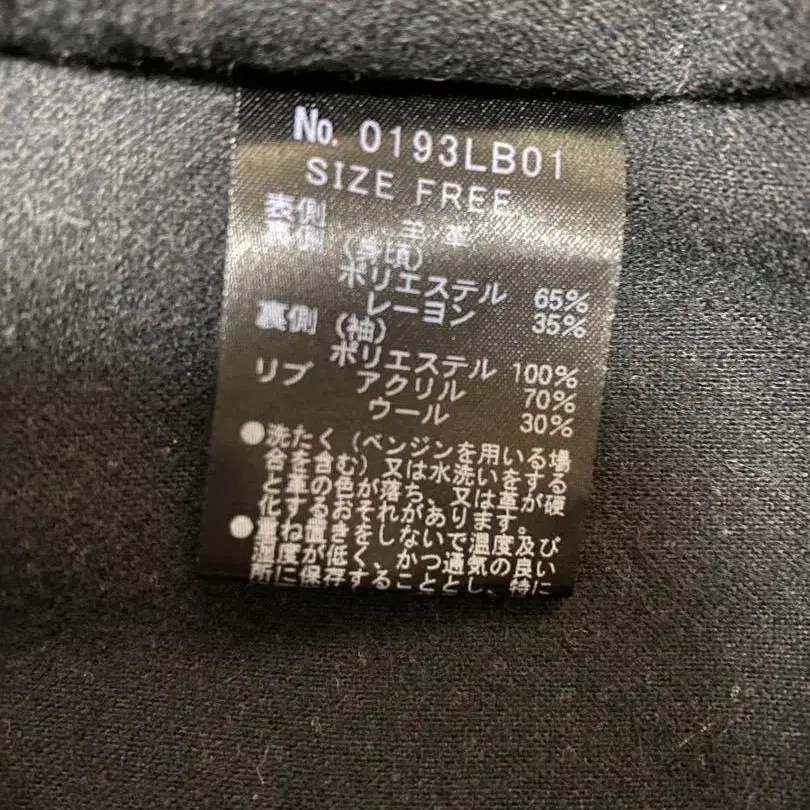 No. 0193LB01
SIZE FREE
表側 羊 革
裏側 (身頃)
ポリエステル 65%
レーヨン 35%
裏側 (袖)
ポリエステル 100%
リブ アクリル 70%
ウール 30%
●洗たく(ベンジンを用いる場
合を含む)又は水洗いをする
と革の色が落ち、又は革が硬
化するおそれがあります。
●重ね置きをしないで温度及び
湿度が低く、かつ通気の良い
所に保存することとし、特に